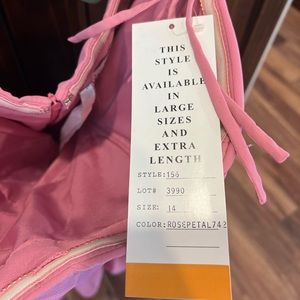 THIS
STYLE
IS
AVAILABLE
IN
LARGE
SIZES
AND
EXTRA
LENGTH
STYLE:156
LOT# 3990
SIZE: 14
COLOR:ROSEPETAL742